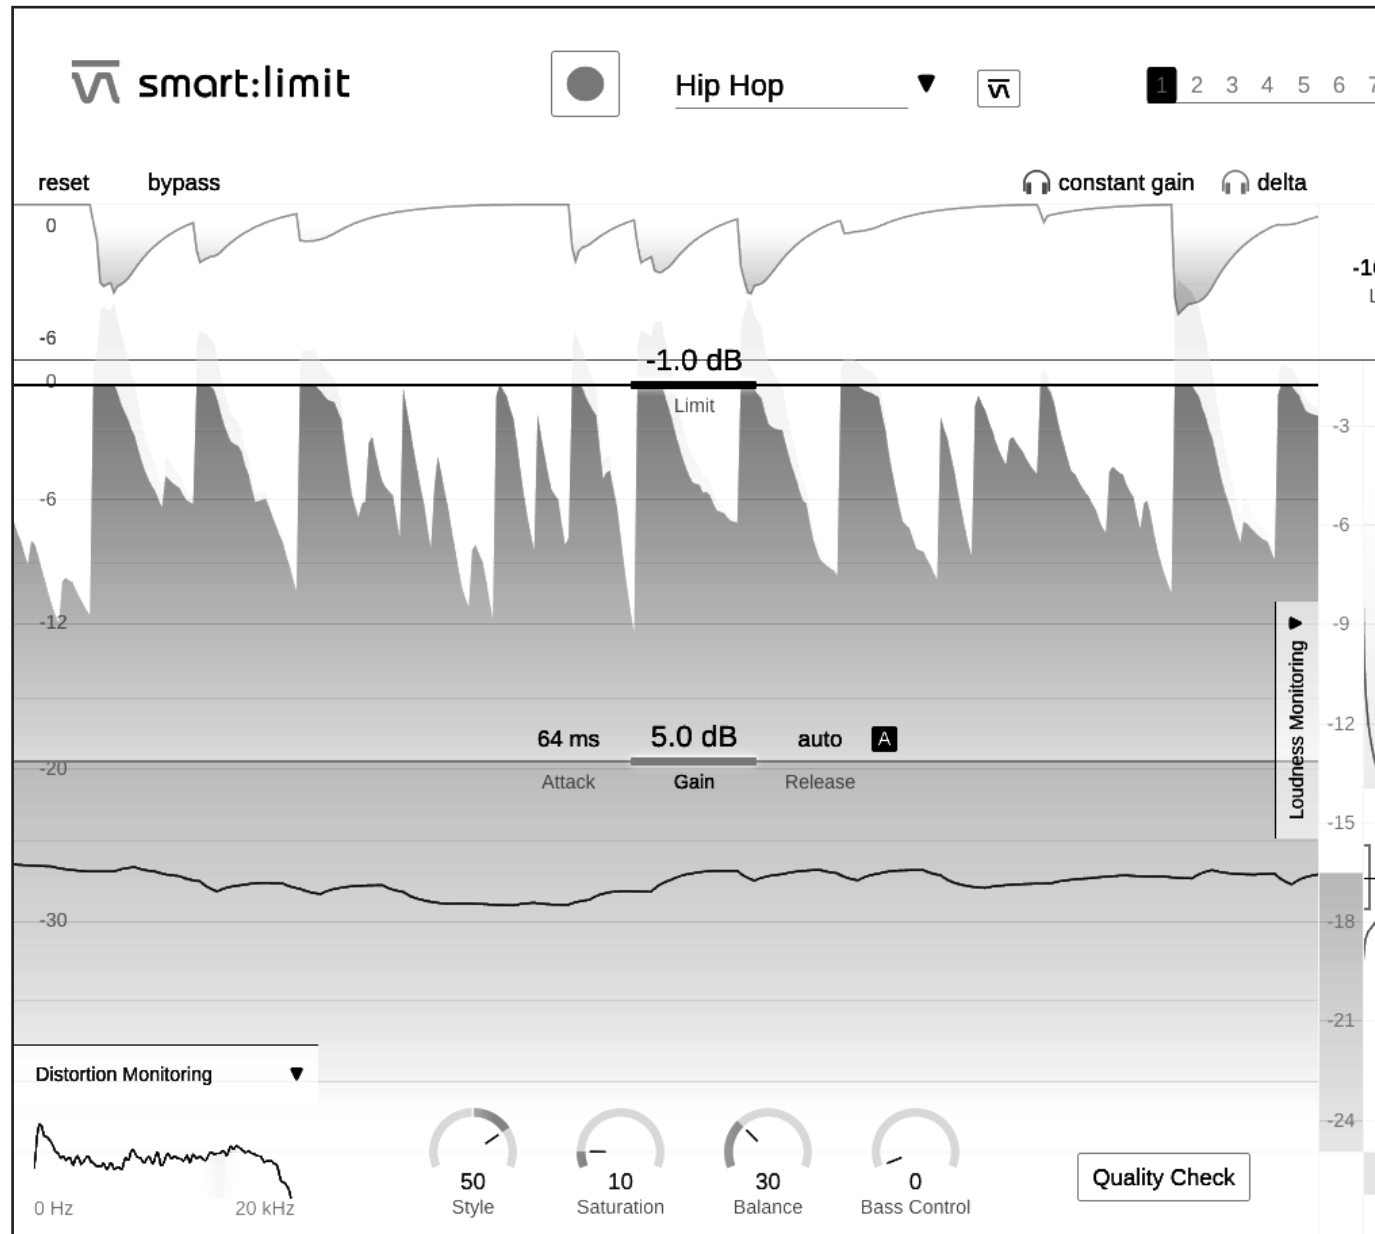 smart:limit
Hip Hop
1 2 3 4 5 6 7
reset bypass constant gain delta
0
-6
-1.0 dB
0
Limit
-3
-6
-6
-12
-9
Loudness Monitoring
-12
64 ms 5.0 dB auto A
-20
Attack Gain Release
-15
-30
-18
-21
Distortion Monitoring
-24
0 Hz 20 kHz
50 10 30 0
Style Saturation Balance Bass Control
Quality Check